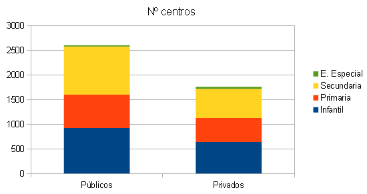 Nº centros
3000
2500
2000
1500
1000
500
0
Públicos
Privados
E. Especial
Secundaria
Primaria
Infantil